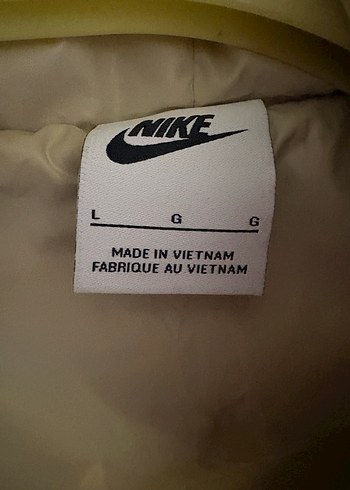 NIKE
L G G
MADE IN VIETNAM
FABRIQUE AU VIETNAM